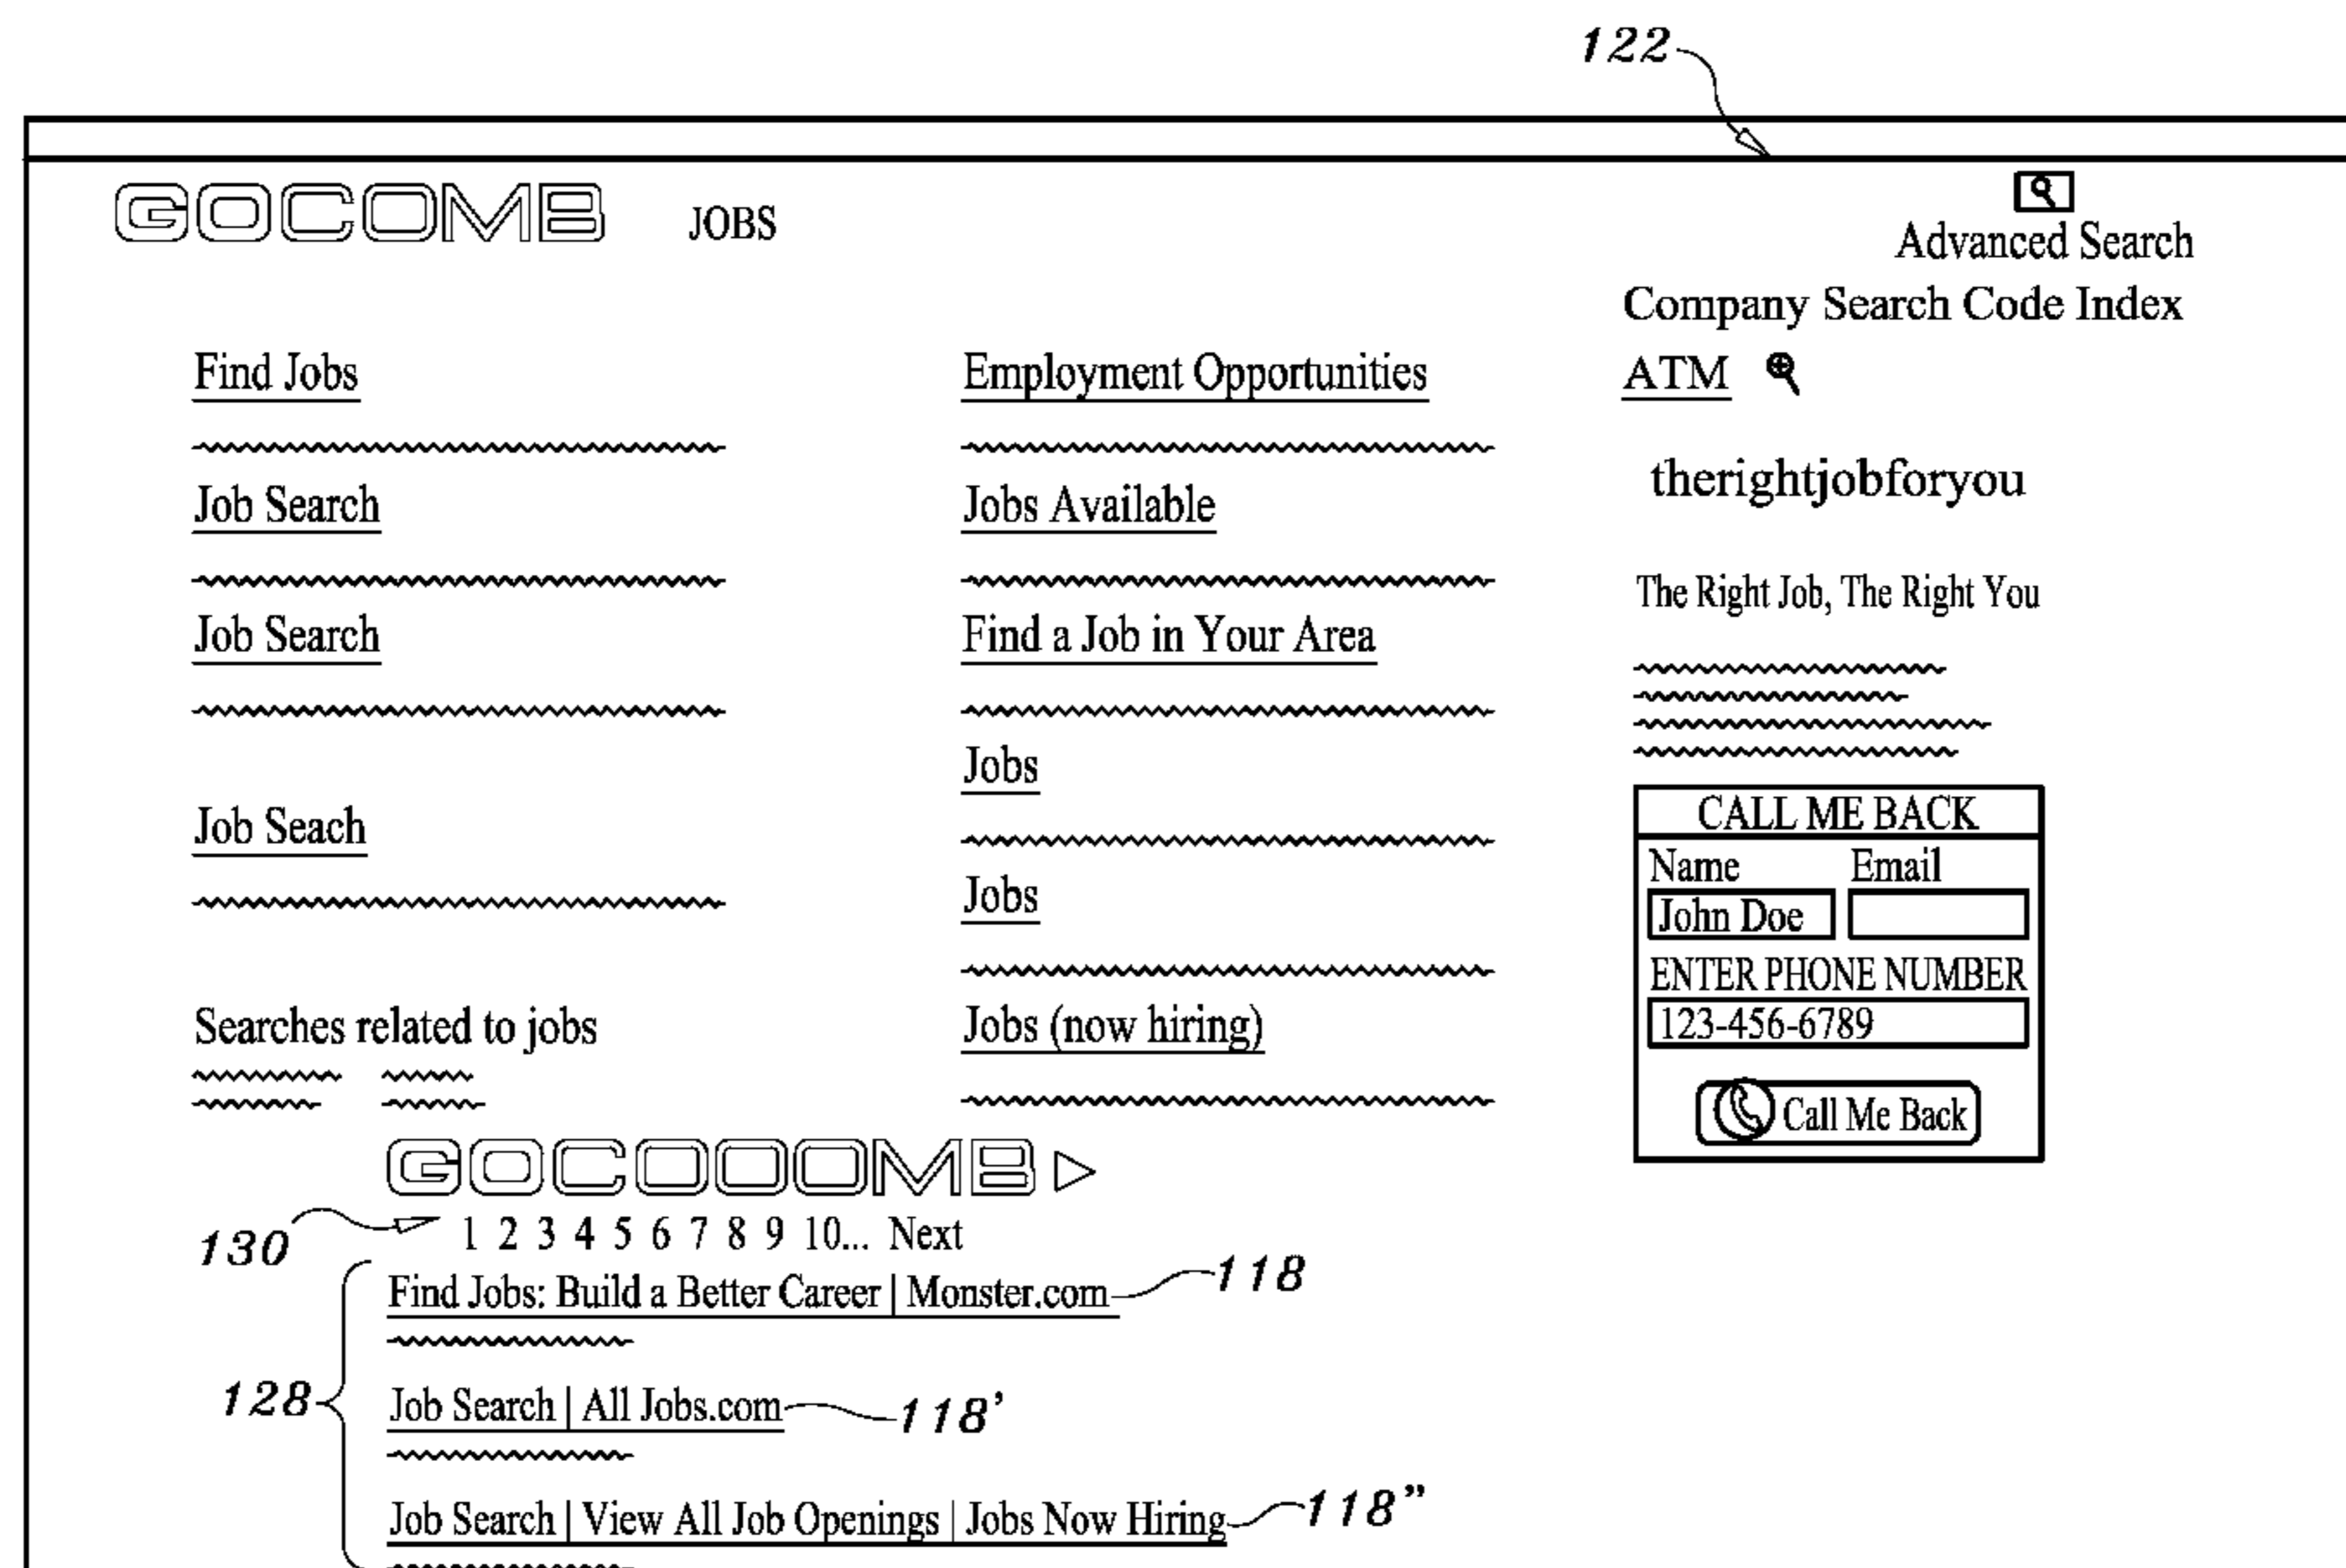 122
GOCOMB JOBS
Advanced Search
Company Search Code Index
Find Jobs
Job Search
Job Search
Job Seach
Searches related to jobs
Employment Opportunities
Jobs Available
Find a Job in Your Area
Jobs
Jobs
Jobs (now hiring)
ATM
therightjobforyou
The Right Job, The Right You
CALL ME BACK
Name Email
John Doe
ENTER PHONE NUMBER
123-456-6789
Call Me Back
GOCOOOMB
130 1 2 3 4 5 6 7 8 9 10... Next
Find Jobs: Build a Better Career | Monster.com 118
128
Job Search | All Jobs.com 118'
Job Search | View All Job Openings | Jobs Now Hiring 118"